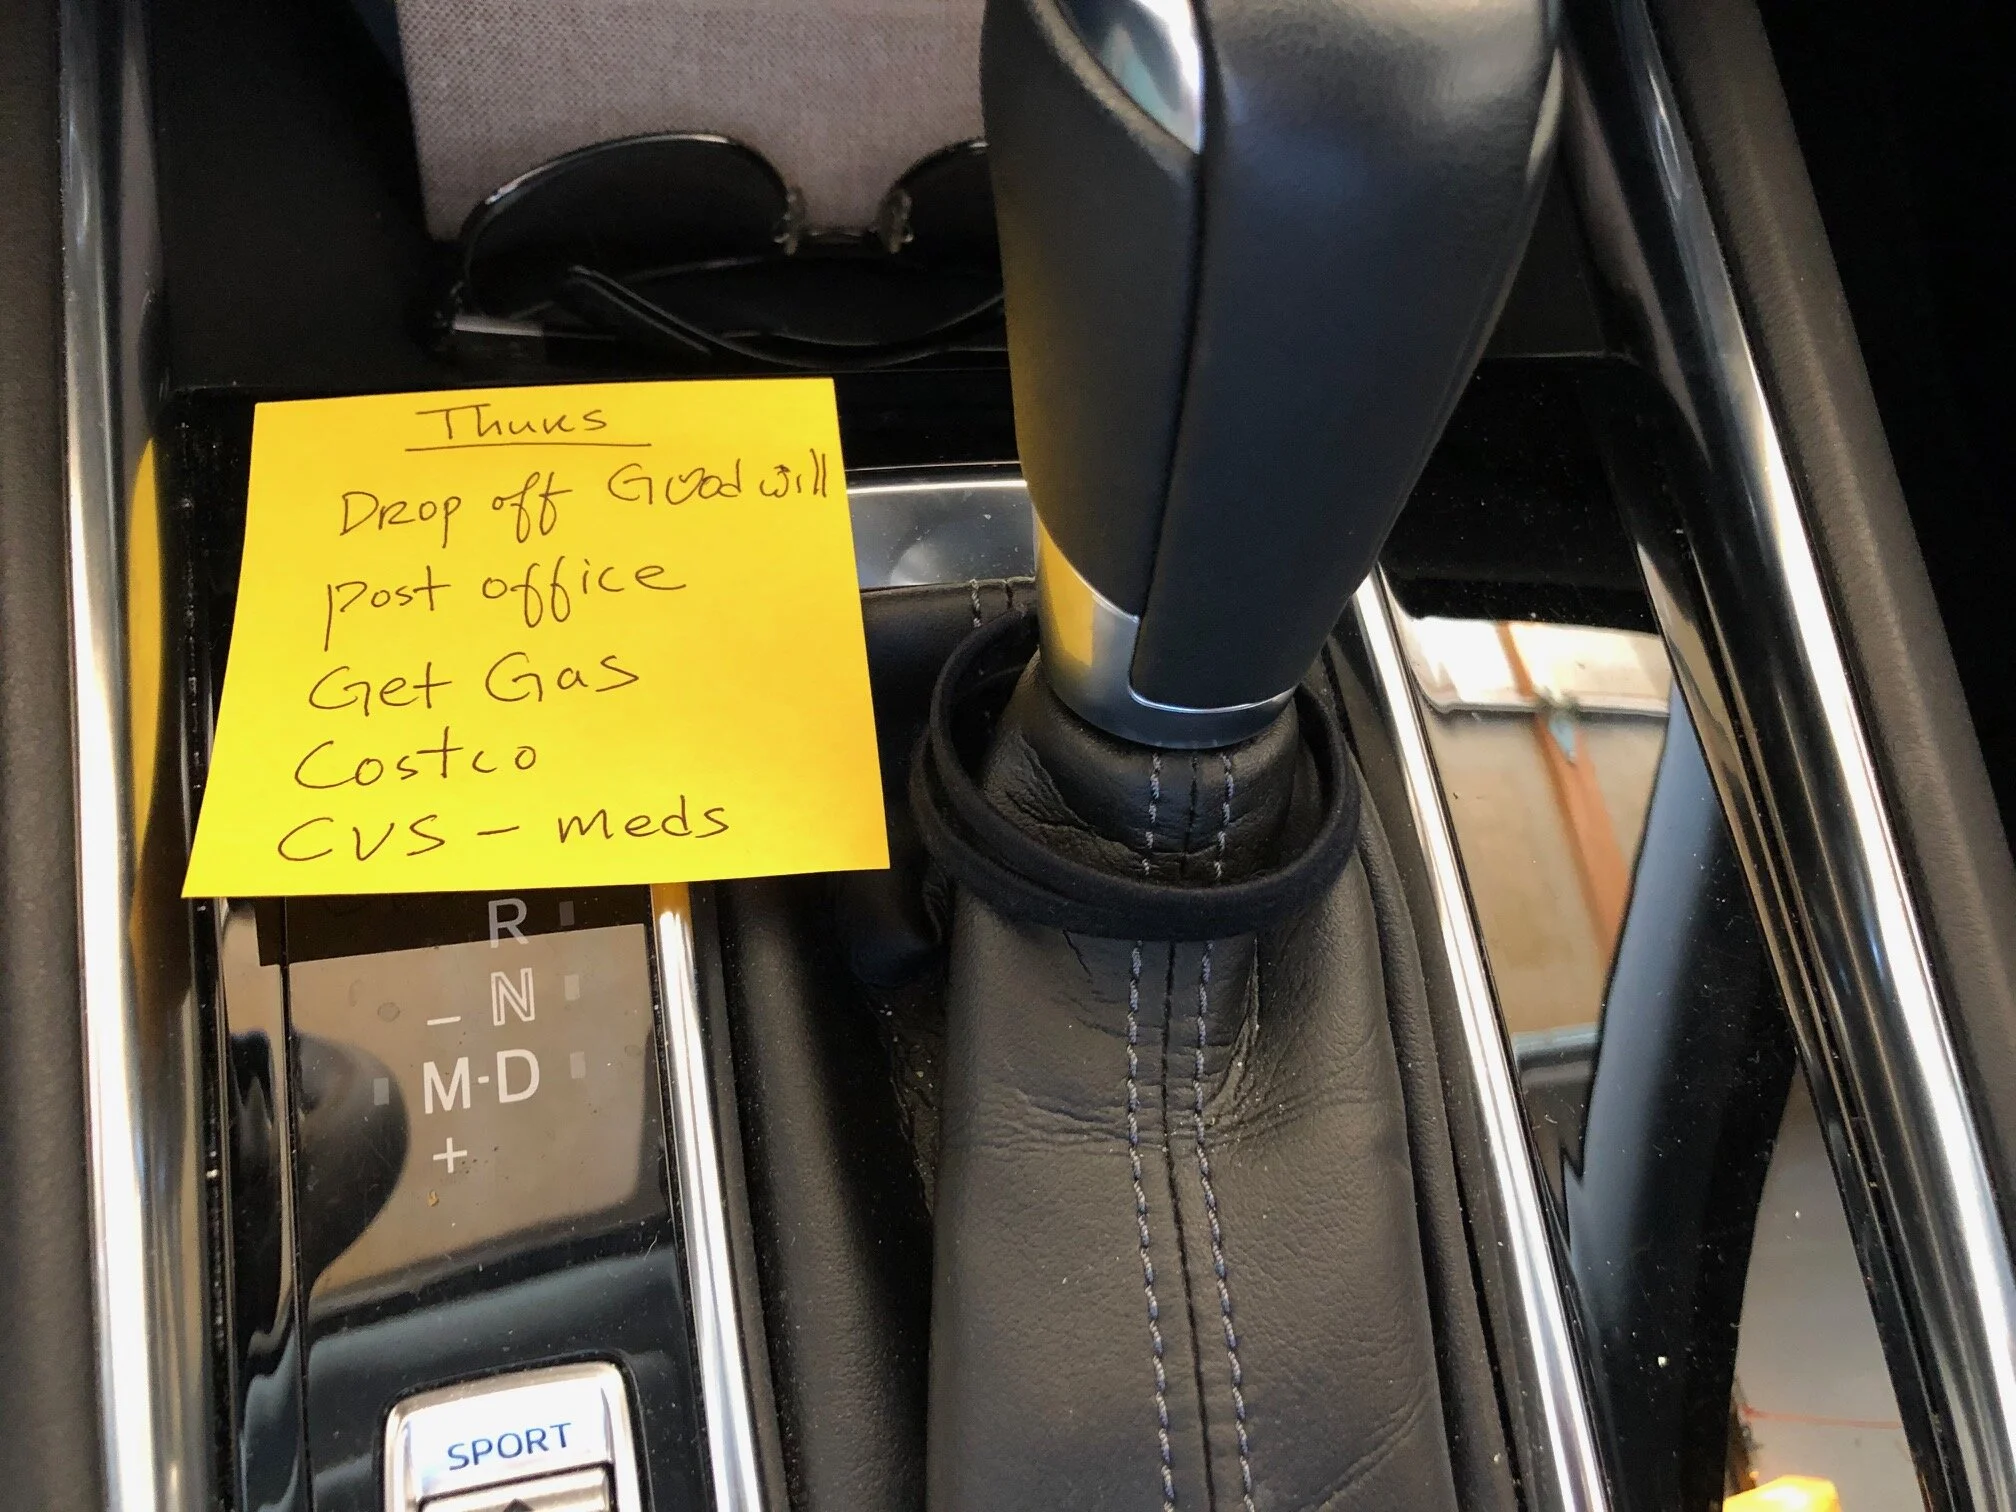 Thurs
Drop off Goodwill
Post office
Get Gas
Costco
CVS - meds
R
N
–
M-D
+
SPORT